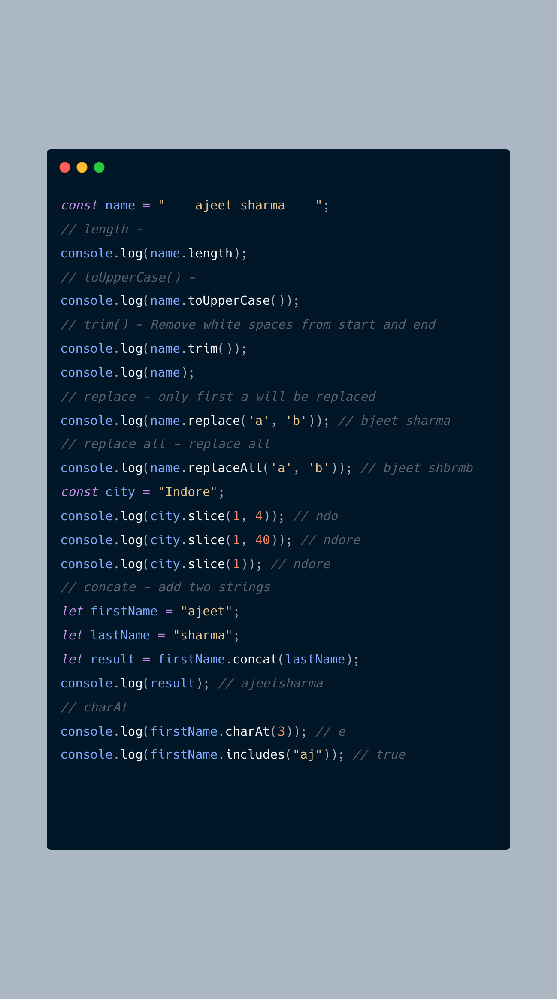 const name = "    ajeet sharma    ";
// length -
console.log(name.length);
// toUpperCase() -
console.log(name.toUpperCase());
// trim() - Remove white spaces from start and end
console.log(name.trim());
console.log(name);
// replace - only first a will be replaced
console.log(name.replace('a', 'b')); // bjeet sharma
// replace all - replace all
console.log(name.replaceAll('a', 'b')); // bjeet shbrmb
const city = "Indore";
console.log(city.slice(1, 4)); // ndo
console.log(city.slice(1, 40)); // ndore
console.log(city.slice(1)); // ndore
// concate - add two strings
let firstName = "ajeet";
let lastName = "sharma";
let result = firstName.concat(lastName);
console.log(result); // ajeetsharma
// charAt
console.log(firstName.charAt(3)); // e
console.log(firstName.includes("aj")); // true